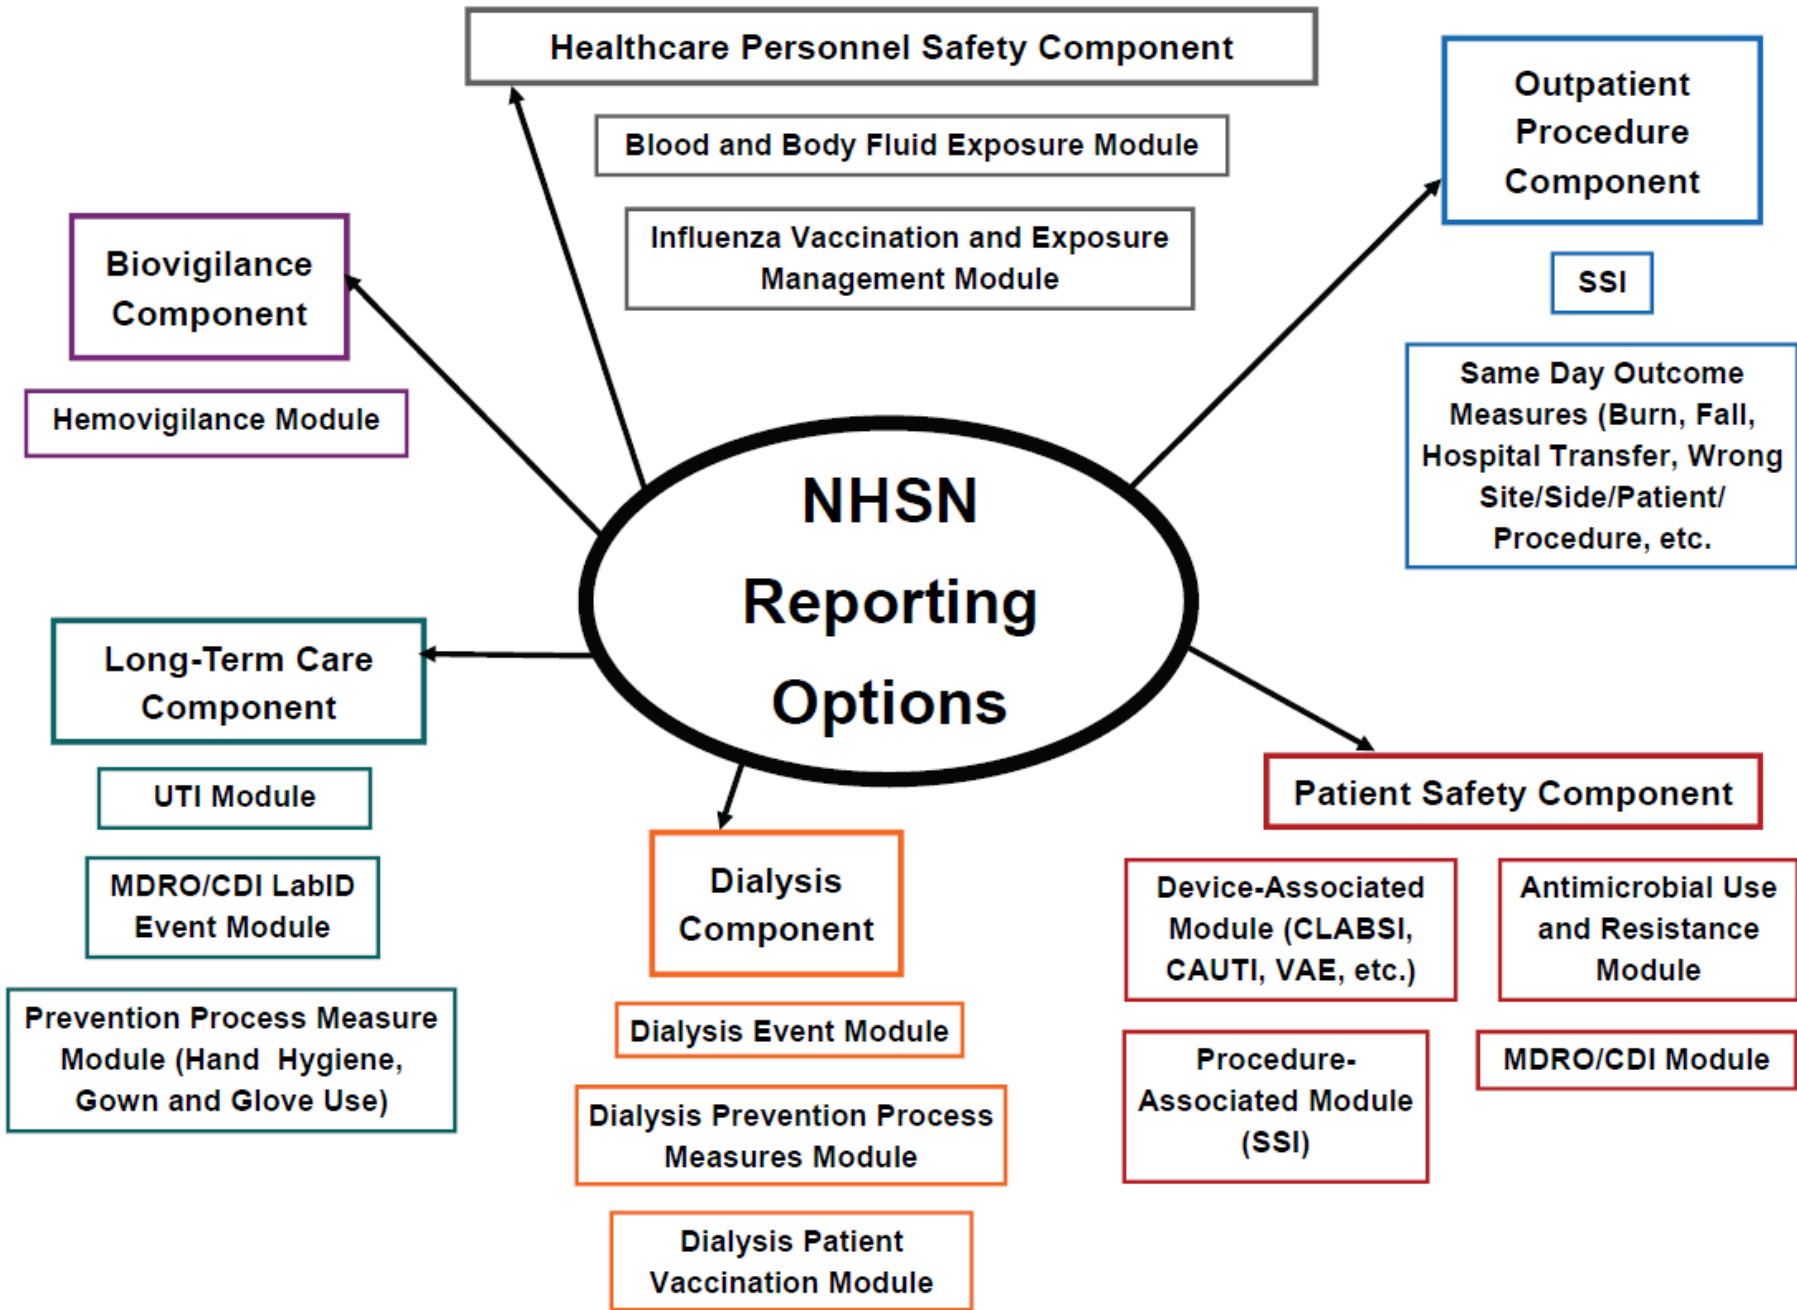 Healthcare Personnel Safety Component
Blood and Body Fluid Exposure Module
Influenza Vaccination and Exposure
Management Module
Outpatient
Procedure
Component
SSI
Same Day Outcome
Measures (Burn, Fall,
Hospital Transfer, Wrong
Site/Side/Patient/
Procedure, etc.
Biovigilance
Component
Hemovigilance Module
NHSN
Reporting
Options
Long-Term Care
Component
UTI Module
MDRO/CDI LabID
Event Module
Prevention Process Measure
Module (Hand Hygiene,
Gown and Glove Use)
Dialysis
Component
Dialysis Event Module
Dialysis Prevention Process
Measures Module
Dialysis Patient
Vaccination Module
Patient Safety Component
Device-Associated
Module (CLABSI,
CAUTI, VAE, etc.)
Antimicrobial Use
and Resistance
Module
Procedure-
Associated Module
(SSI)
MDRO/CDI Module